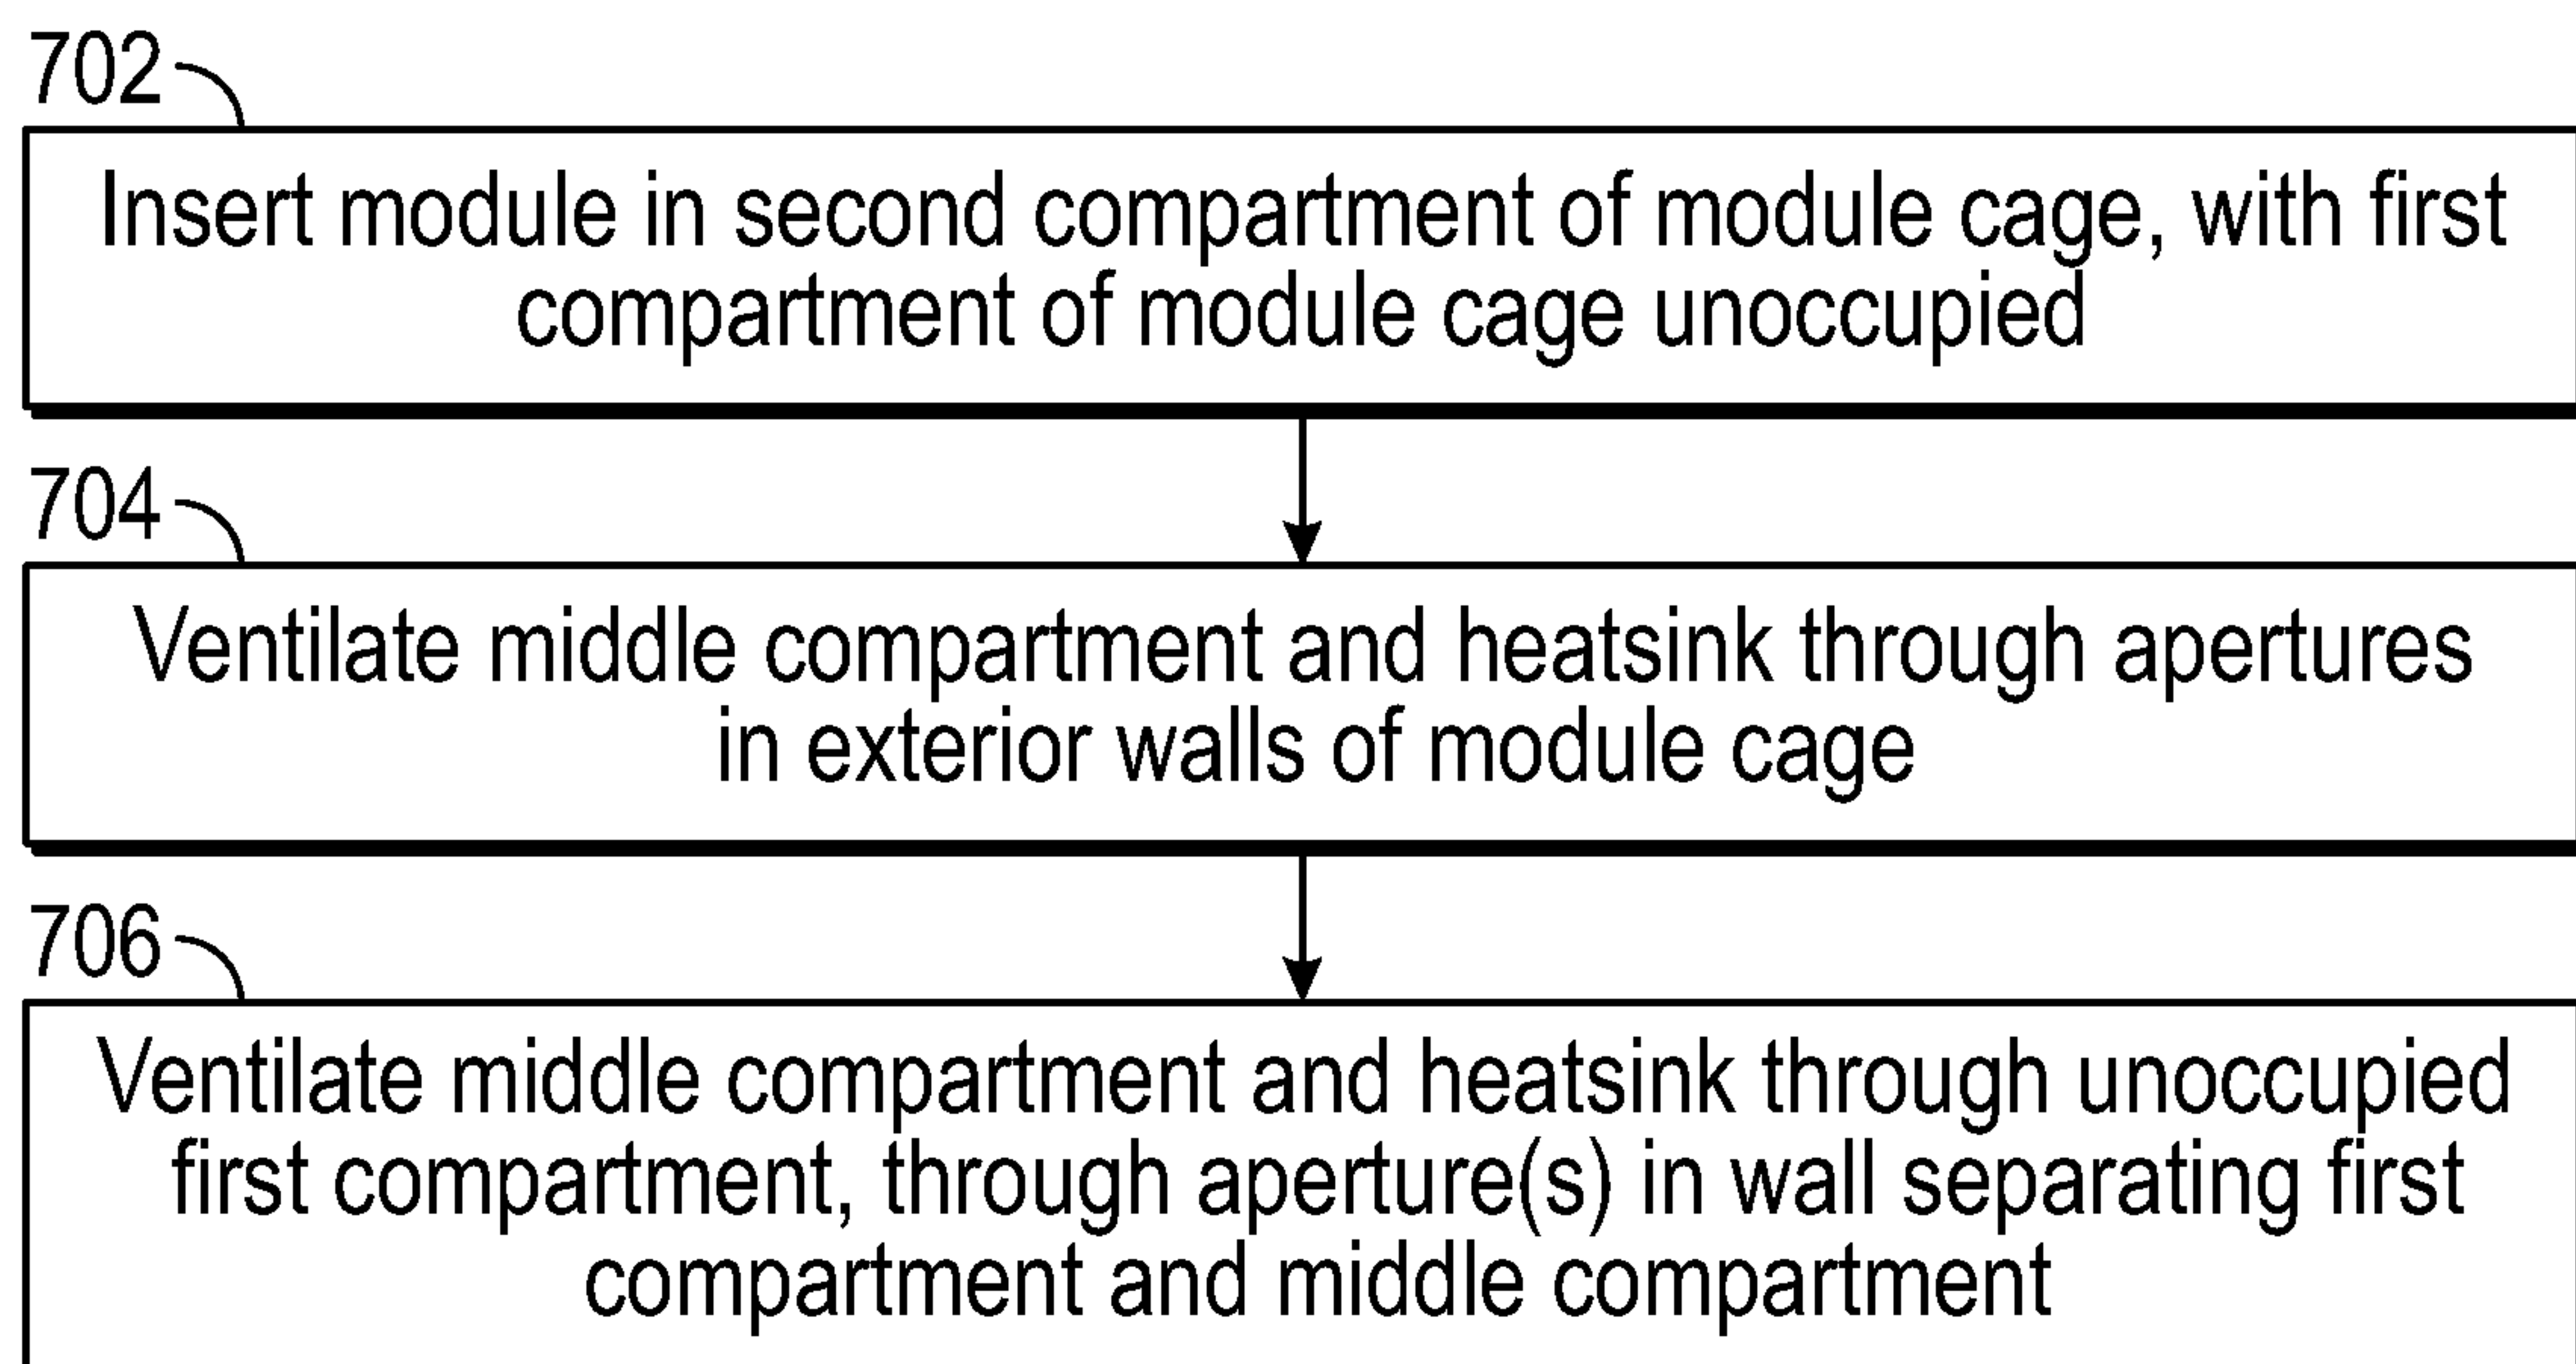 702
Insert module in second compartment of module cage, with first
compartment of module cage unoccupied
704
Ventilate middle compartment and heatsink through apertures
in exterior walls of module cage
706
Ventilate middle compartment and heatsink through unoccupied
first compartment, through aperture(s) in wall separating first
compartment and middle compartment